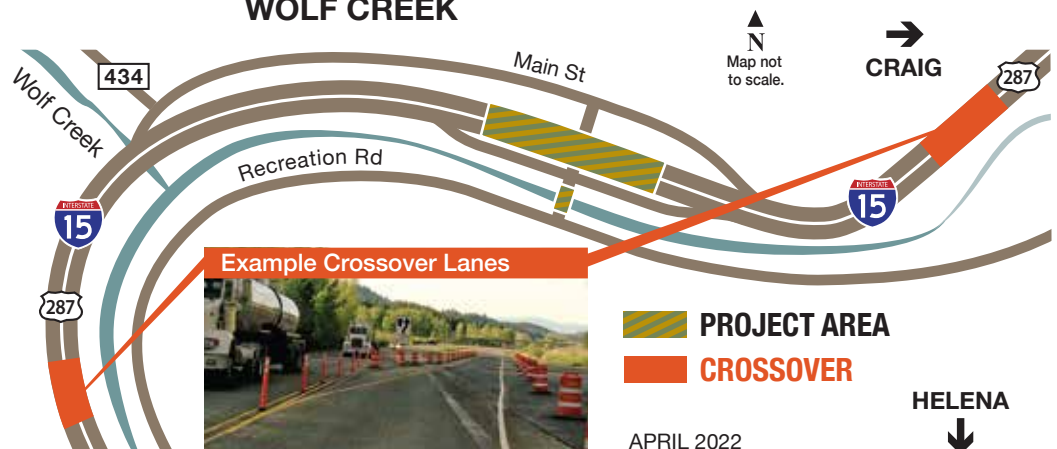 WOLF CREEK
434
Wolf Creek
Main St
N
Map not
to scale.
CRAIG
287
Recreation Rd
INTERSTATE
15
INTERSTATE
15
287
Example Crossover Lanes
PROJECT AREA
CROSSOVER
HELENA
APRIL 2022